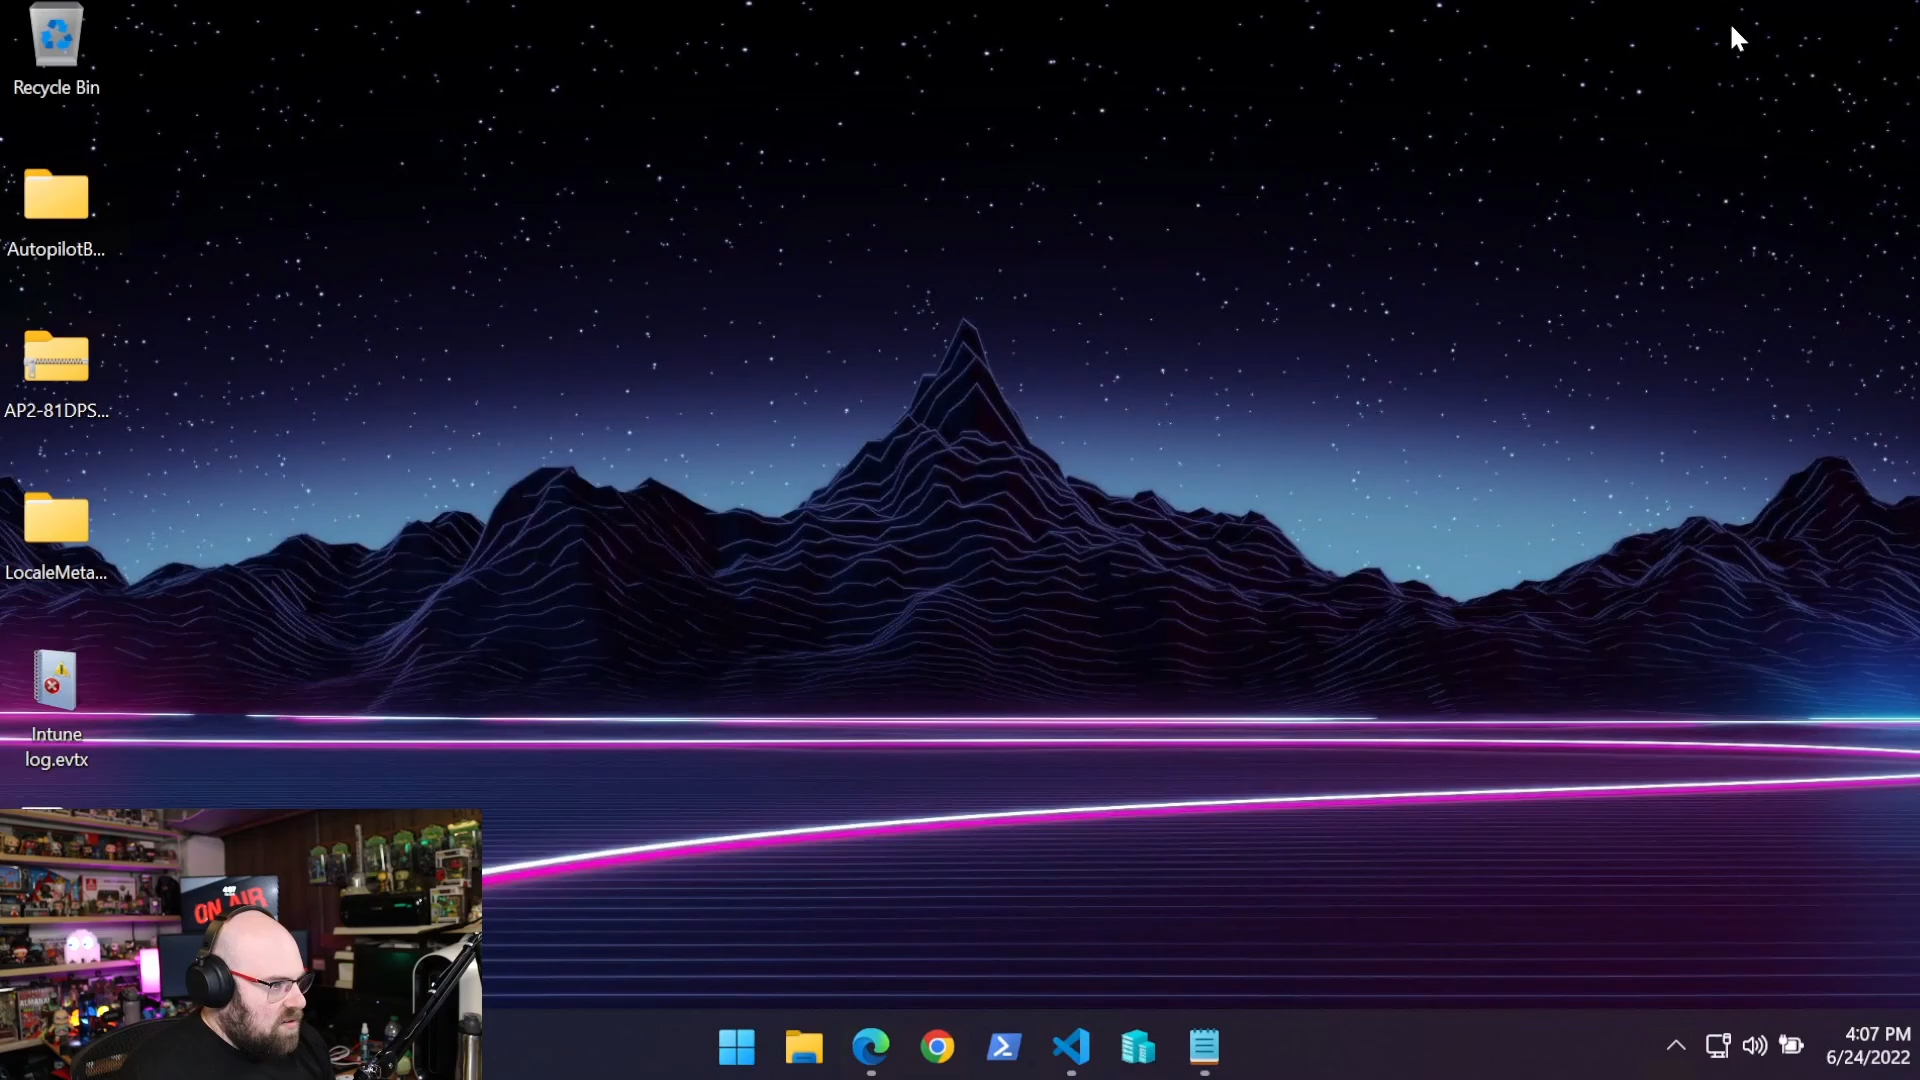 Recycle Bin
AutopilotB...
AP2-81DPS...
LocaleMeta...
Intune
log.evtx
ON AIR
4:07 PM
6/24/2022